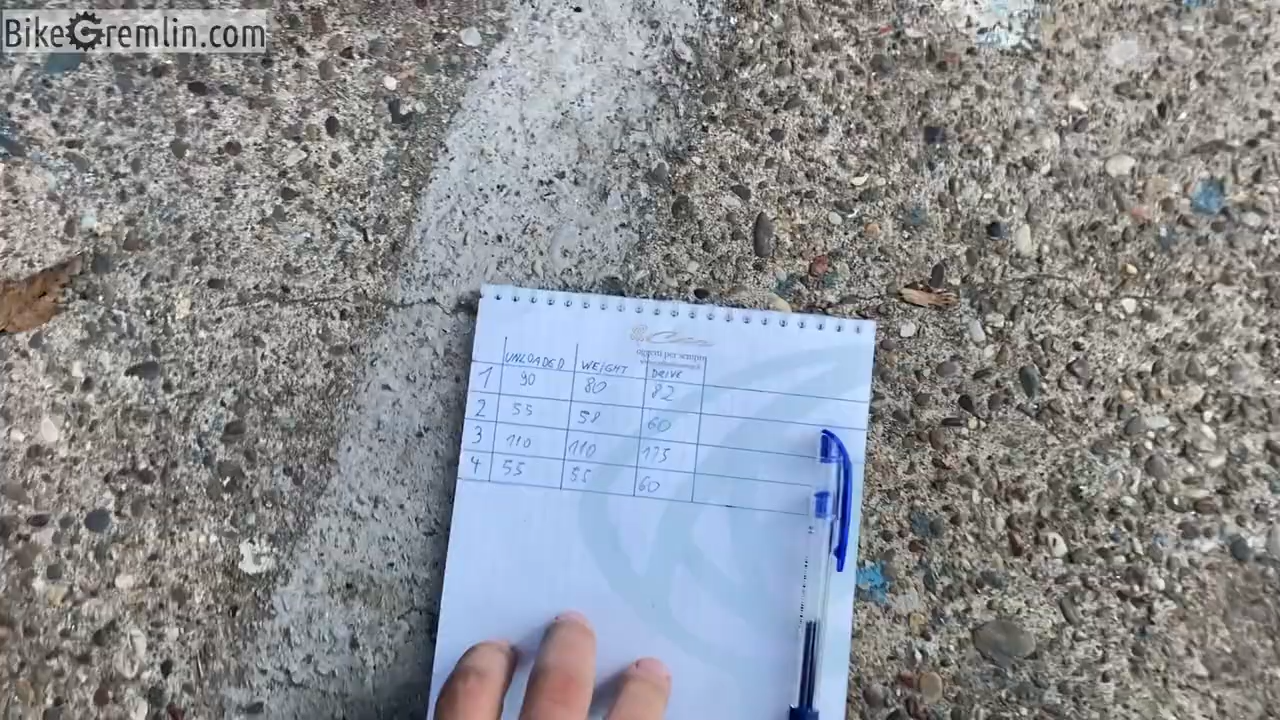 BikeGremlin.com
UNLOADED WEIGHT DRIVE
1 90 80 82
2 55 58 60
3 110 110 115
4 55 55 60